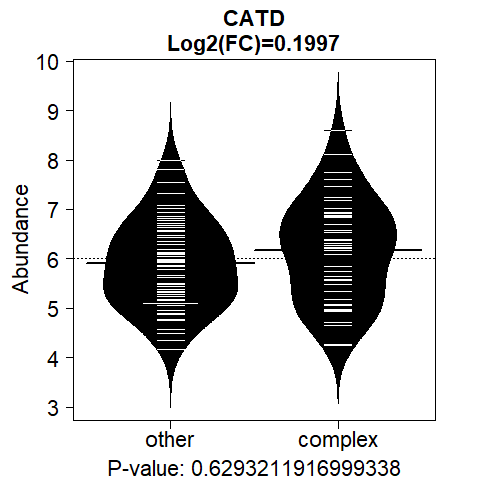 CATD
Log2(FC)=0.1997
Abundance
10
9
8
7
6
5
4
3
other complex
P-value: 0.6293211916999338